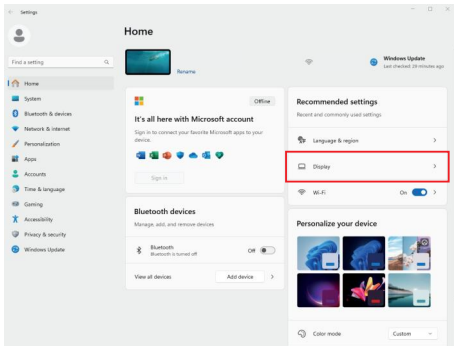 Settings
Home
Find a setting
Rename
Windows Update
Last checked: 20 minutes ago
Home
System
Bluetooth & devices
Network & internet
Personalization
Apps
Accounts
Time & language
Gaming
Accessibility
Privacy & security
Windows Update
Offline
It's all here with Microsoft account
Sign in to connect your favorite Microsoft apps to your
device.
Sign in
Bluetooth devices
Manage, add, and remove devices
Bluetooth
Bluetooth is turned off
Off
View all devices
Add device
Recommended settings
Recent and commonly used settings
Language & region
Display
Wi-Fi
On
Personalize your device
Color mode
Custom